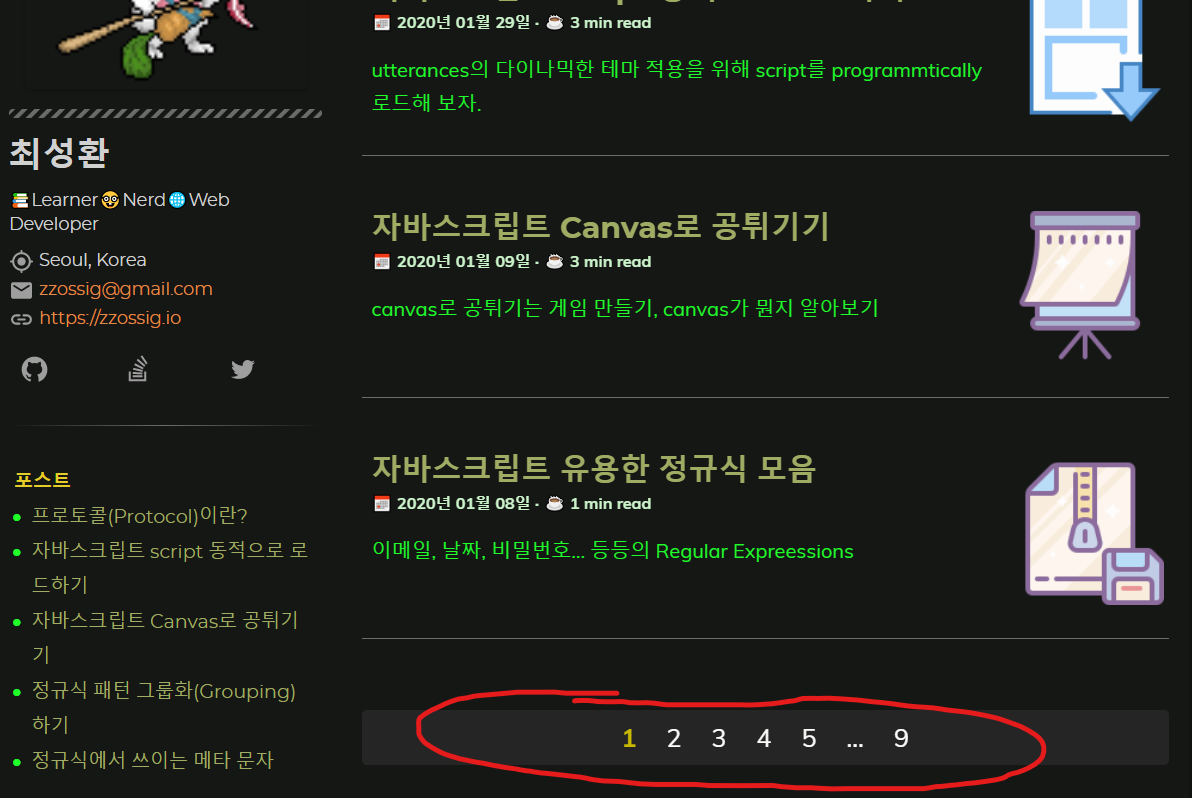 최성환
📚Learner🤓Nerd🌐Web
Developer
Seoul, Korea
zzossig@gmail.com
https://zzossig.io
포스트
프로토콜(Protocol)이란?
자바스크립트 script 동적으로 로
드하기
자바스크립트 Canvas로 공튀기
기
정규식 패턴 그룹화(Grouping)
하기
정규식에서 쓰이는 메타 문자
2020년 01월 29일 · ☕ 3 min read
utterances의 다이나믹한 테마 적용을 위해 script를 programmtically
로드해 보자.
자바스크립트 Canvas로 공튀기기
2020년 01월 09일 · ☕ 3 min read
canvas로 공튀기는 게임 만들기, canvas가 뭔지 알아보기
자바스크립트 유용한 정규식 모음
2020년 01월 08일 · ☕ 1 min read
이메일, 날짜, 비밀번호... 등등의 Regular Expreessions
1 2 3 4 5 ... 9